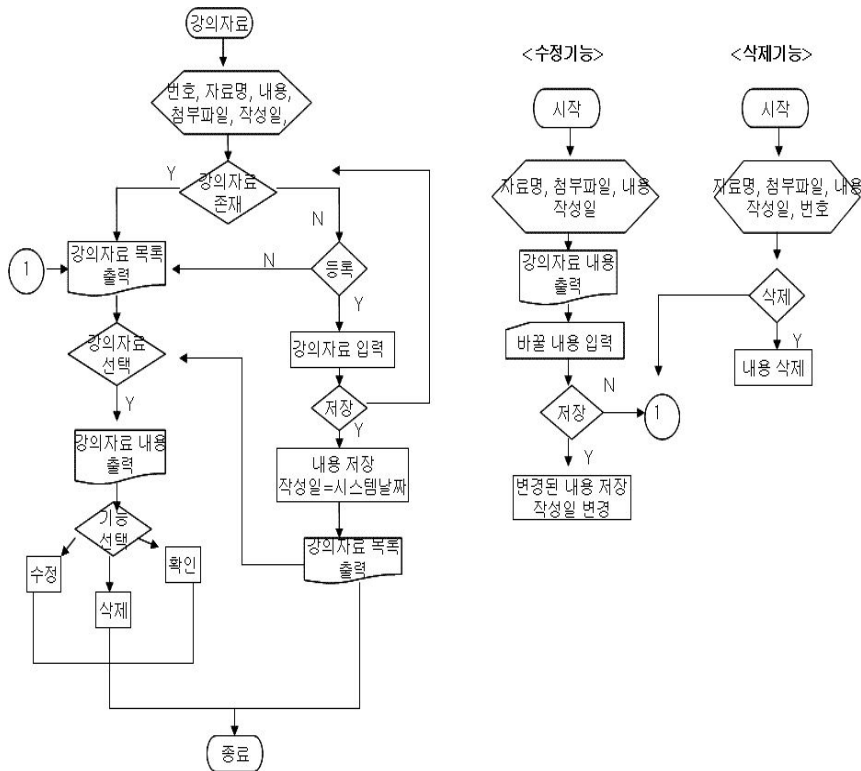 강의자료
번호, 자료명, 내용,
첨부파일, 작성일,
강의자료
존재
Y
N
강의자료 목록
출력
1
N
등록
Y
강의자료
선택
강의자료 입력
Y
저장
Y
강의자료 내용
출력
내용 저장
작성일=시스템날짜
기능
선택
강의자료 목록
출력
수정
확인
삭제
종료
<수정기능>
시작
자료명, 첨부파일, 내용
작성일
강의자료 내용
출력
바꿀 내용 입력
N
저장
1
Y
변경된 내용 저장
작성일 변경
<삭제기능>
시작
자료명, 첨부파일, 내용
작성일, 번호
삭제
Y
내용 삭제